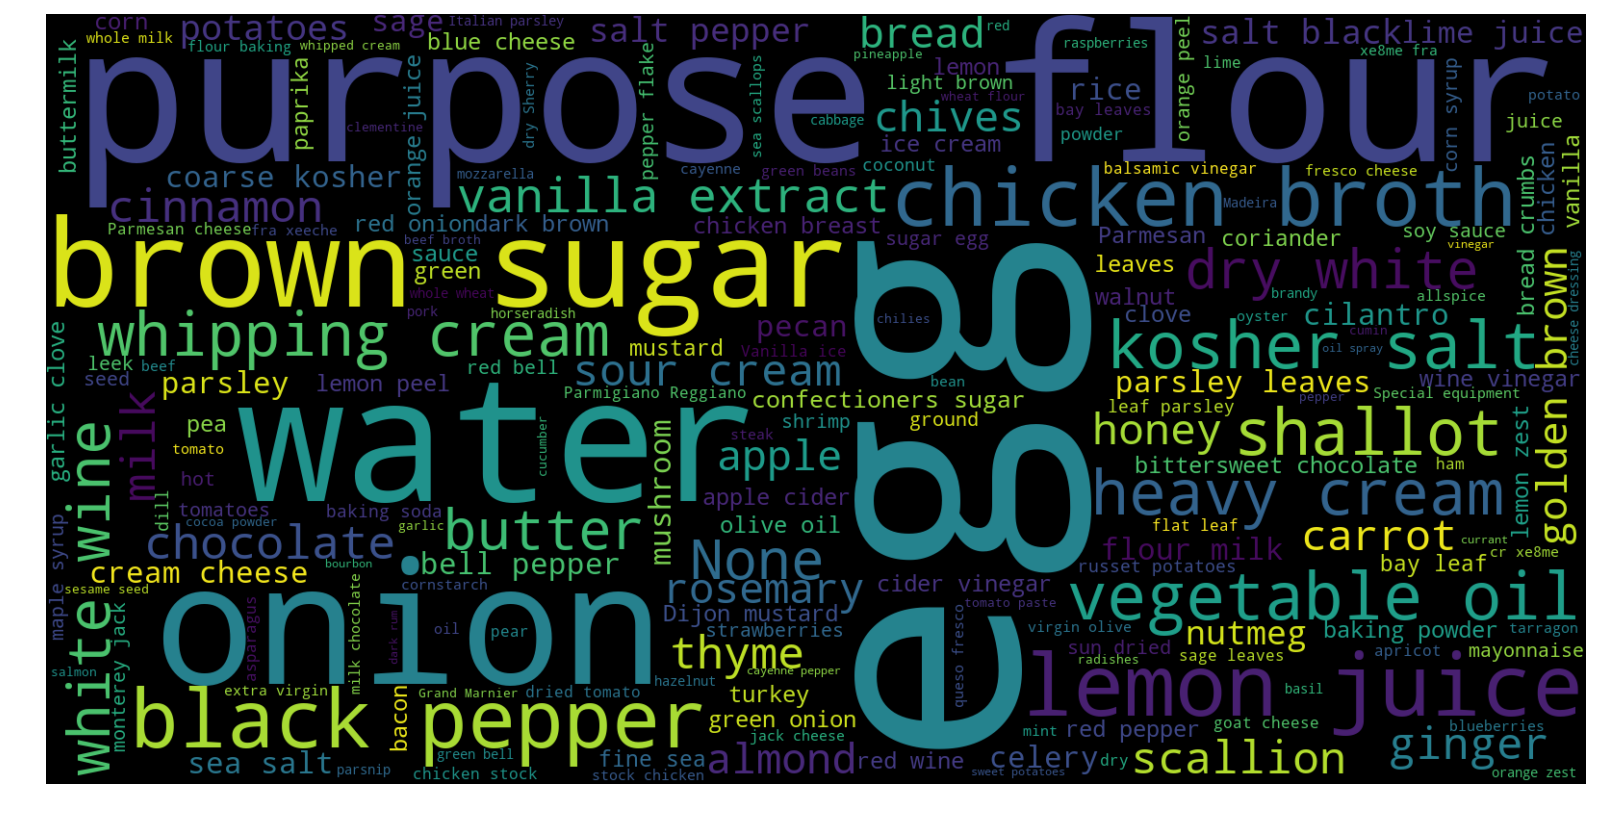 corn
potatoes
sage
Italian parsley
salt pepper
bread
red
raspberries
orange peel
salt black
lime juice
whole milk
flour baking
whipped cream
blue cheese
pineapple
lemon
xe8me fra
lime
buttermilk
purpose flour
paprika
orange juice
dry Sherry
pepper flake
sea scallops
light brown
wheat flour
rice
bay leaves
corn syrup
potato
clementine
cabbage
chives
powder
juice
ice cream
coarse kosher
mozzarella
cayenne
green beans
coconut
balsamic vinegar
fresco cheese
bread crumbs
chicken
vanilla
cinnamon
vanilla extract
chicken broth
Madeira
Parmesan cheese
fra xeeche
red onion
dark brown
chicken breast
sugar egg
Parmesan
coriander
soy sauce
vinegar
beef broth
sauce
green
brown sugar
egg
leaves
dry white
golden brown
cheese dressing
whole wheat
pork
horseradish
walnut
brandy
allspice
clove
oyster
cilantro
cumin
whipping cream
pecan
chilies
kosher salt
oil spray
garlic clove
leek
beef
mustard
Vanilla ice
seed
parsley
lemon peel
red bell
sour cream
bean
parsley leaves
wine vinegar
Parmigiano Reggiano
confectioners sugar
leaf parsley
Special equipment
pepper
milk
pea
water
cucumber
mushroom
shrimp
ground
honey
shallot
lemon zest
white wine
tomato
steak
apple
bittersweet chocolate
ham
hot
apple cider
heavy cream
dill
tomatoes
baking soda
cocoa powder
garlic
butter
olive oil
flat leaf
carrot
currant
maple syrup
chocolate
None
flour milk
cr xe8me
cream cheese
bourbon
bell pepper
russet potatoes
bay leaf
sesame seed
cornstarch
rosemary
cider vinegar
vegetable oil
monterey jack
onion
asparagus
milk chocolate
dark rum
oil
pear
Dijon mustard
strawberries
queso fresco
tomato paste
virgin olive
nutmeg
baking powder
tarragon
salmon
thyme
cayenne pepper
sun dried
radishes
sage leaves
apricot
mayonnaise
hazelnut
extra virgin
bacon
Grand Marnier
dried tomato
turkey
lemon juice
basil
black pepper
green onion
jack cheese
mint
red pepper
goat cheese
blueberries
sea salt
parsnip
green bell
chicken stock
fine sea
stock chicken
almond
red wine
sweet potatoes
celery
dry
scallion
ginger
orange zest